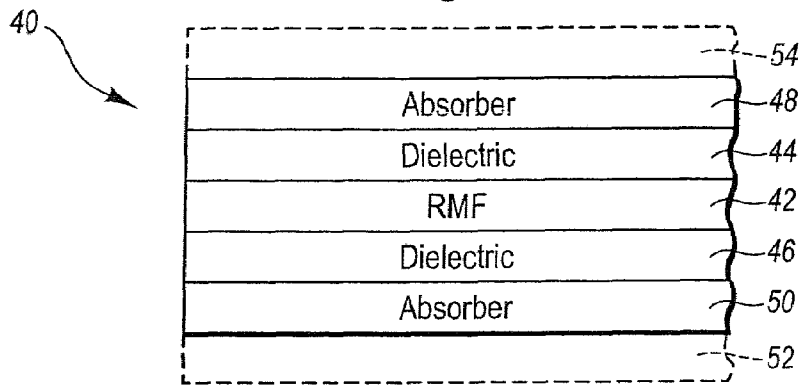 40
54
Absorber 48
Dielectric 44
RMF 42
Dielectric 46
Absorber 50
52